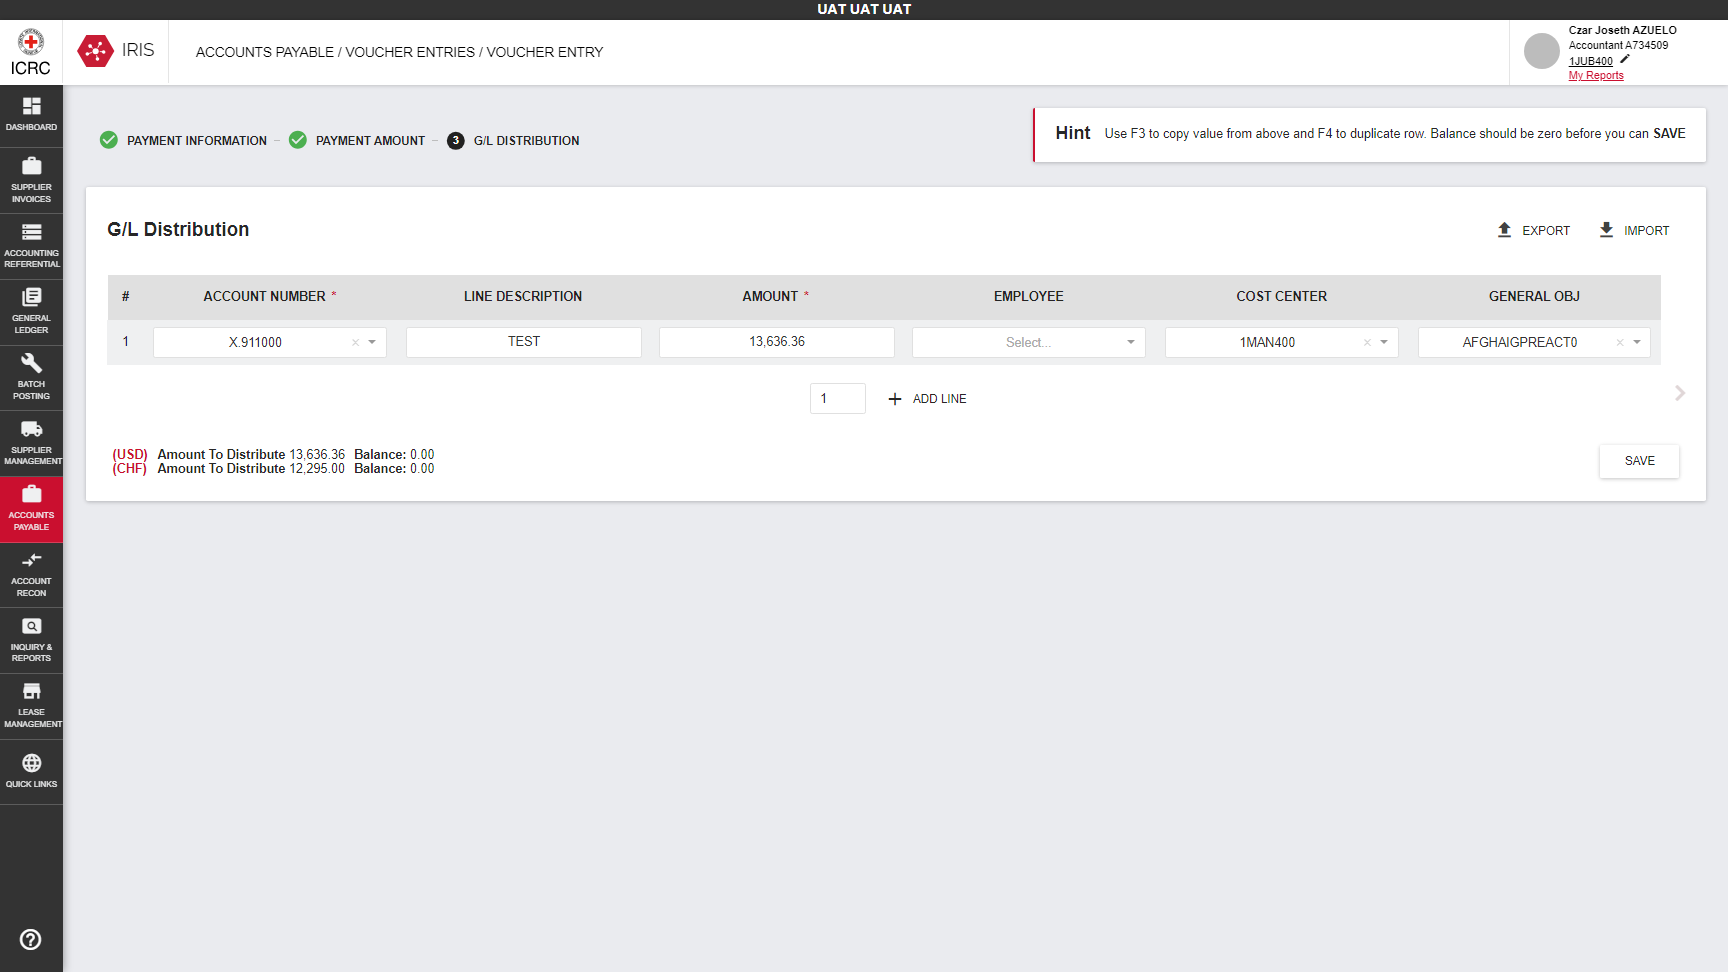 UAT UAT UAT
ICRC
IRIS
ACCOUNTS PAYABLE / VOUCHER ENTRIES / VOUCHER ENTRY
Czar Joseth AZUELO
Accountant A734509
1JUB400
My Reports
DASHBOARD
SUPPLIER
INVOICES
ACCOUNTING
REFERENTIAL
GENERAL
LEDGER
BATCH
POSTING
SUPPLIER
MANAGEMENT
ACCOUNTS
PAYABLE
ACCOUNT
RECON
INQUIRY &
REPORTS
LEASE
MANAGEMENT
QUICK LINKS
PAYMENT INFORMATION – PAYMENT AMOUNT – 3 G/L DISTRIBUTION
Hint Use F3 to copy value from above and F4 to duplicate row. Balance should be zero before you can SAVE
G/L Distribution
EXPORT IMPORT
# ACCOUNT NUMBER * LINE DESCRIPTION AMOUNT * EMPLOYEE COST CENTER GENERAL OBJ
1 X.911000 × TEST 13,636.36 Select... 1MAN400 × AFGHAIGPREACT0 ×
1 + ADD LINE
(USD) Amount To Distribute 13,636.36 Balance: 0.00
(CHF) Amount To Distribute 12,295.00 Balance: 0.00
SAVE